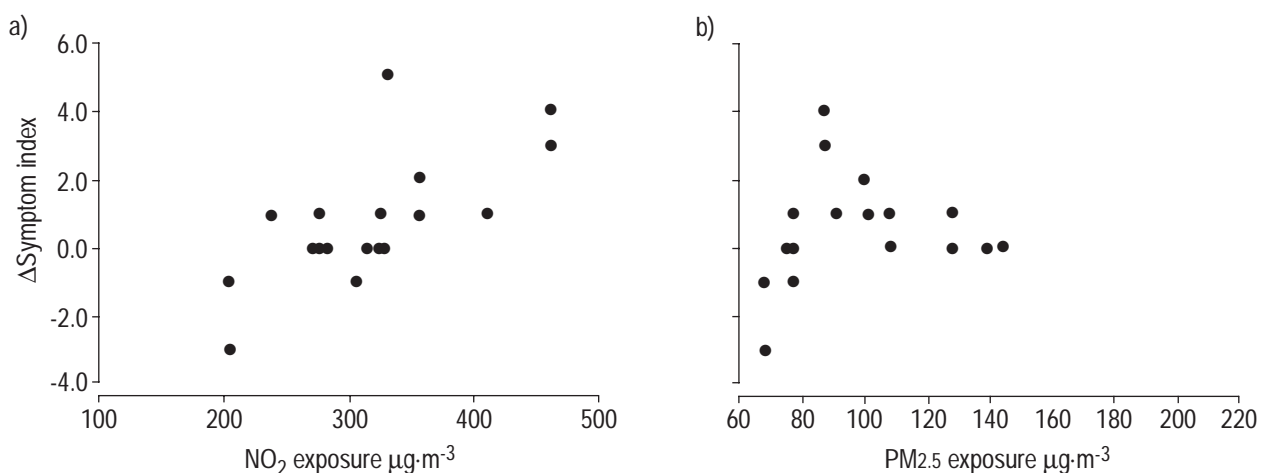 a)
6.0
4.0
2.0
0.0
-2.0
-4.0
ΔSymptom index
100 200 300 400 500
NO₂ exposure µg·m⁻³
b)
60 80 100 120 140 160 180 200 220
PM2.5 exposure µg·m⁻³